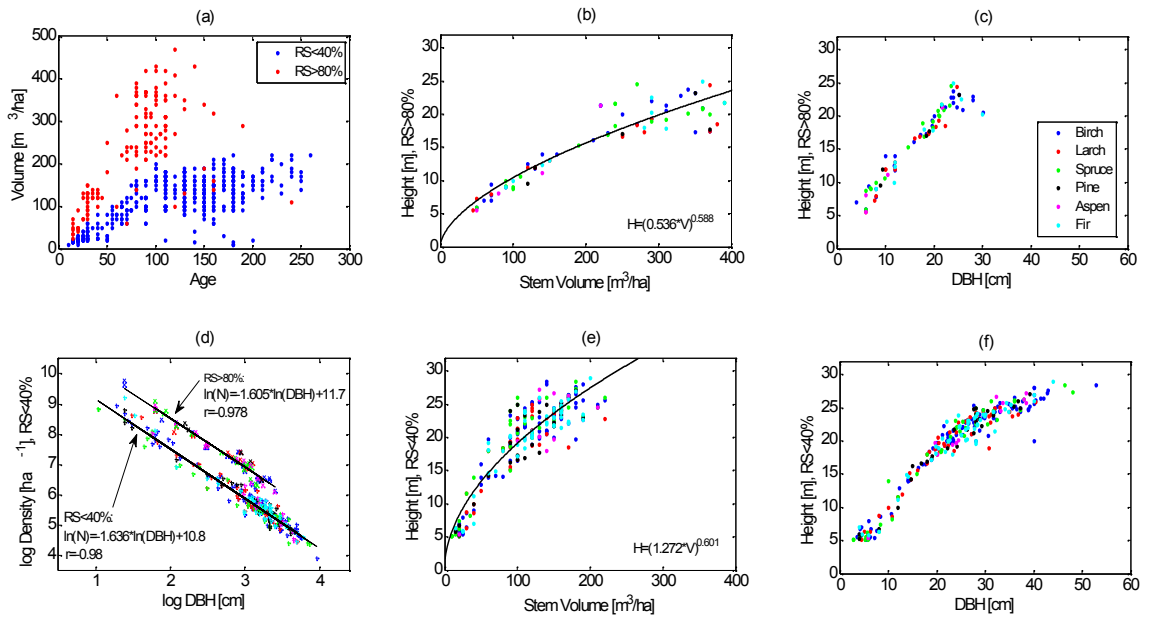 (a)
500
400
300
200
100
0
0 50 100 150 200 250 300
Volume [m³/ha]
Age
RS<40%
RS>80%
(b)
30
25
20
15
10
5
0
0 100 200 300 400
Height [m], RS>80%
Stem Volume [m³/ha]
H=(0.536*V)^0.588
(c)
30
25
20
15
10
5
0
0 10 20 30 40 50 60
Height [m], RS>80%
DBH [cm]
Birch
Larch
Spruce
Pine
Aspen
Fir
(d)
10
9
8
7
6
5
4
1 2 3 4
log Density [ha⁻¹], RS<40%
log DBH [cm]
RS>80%:
ln(N)=-1.605*ln(DBH)+11.7
r=-0.978
RS<40%:
ln(N)=-1.636*ln(DBH)+10.8
r=-0.98
(e)
30
25
20
15
10
5
0
0 100 200 300 400
Height [m], RS<40%
Stem Volume [m³/ha]
H=(1.272*V)^0.601
(f)
30
25
20
15
10
5
0
0 10 20 30 40 50 60
Height [m], RS<40%
DBH [cm]